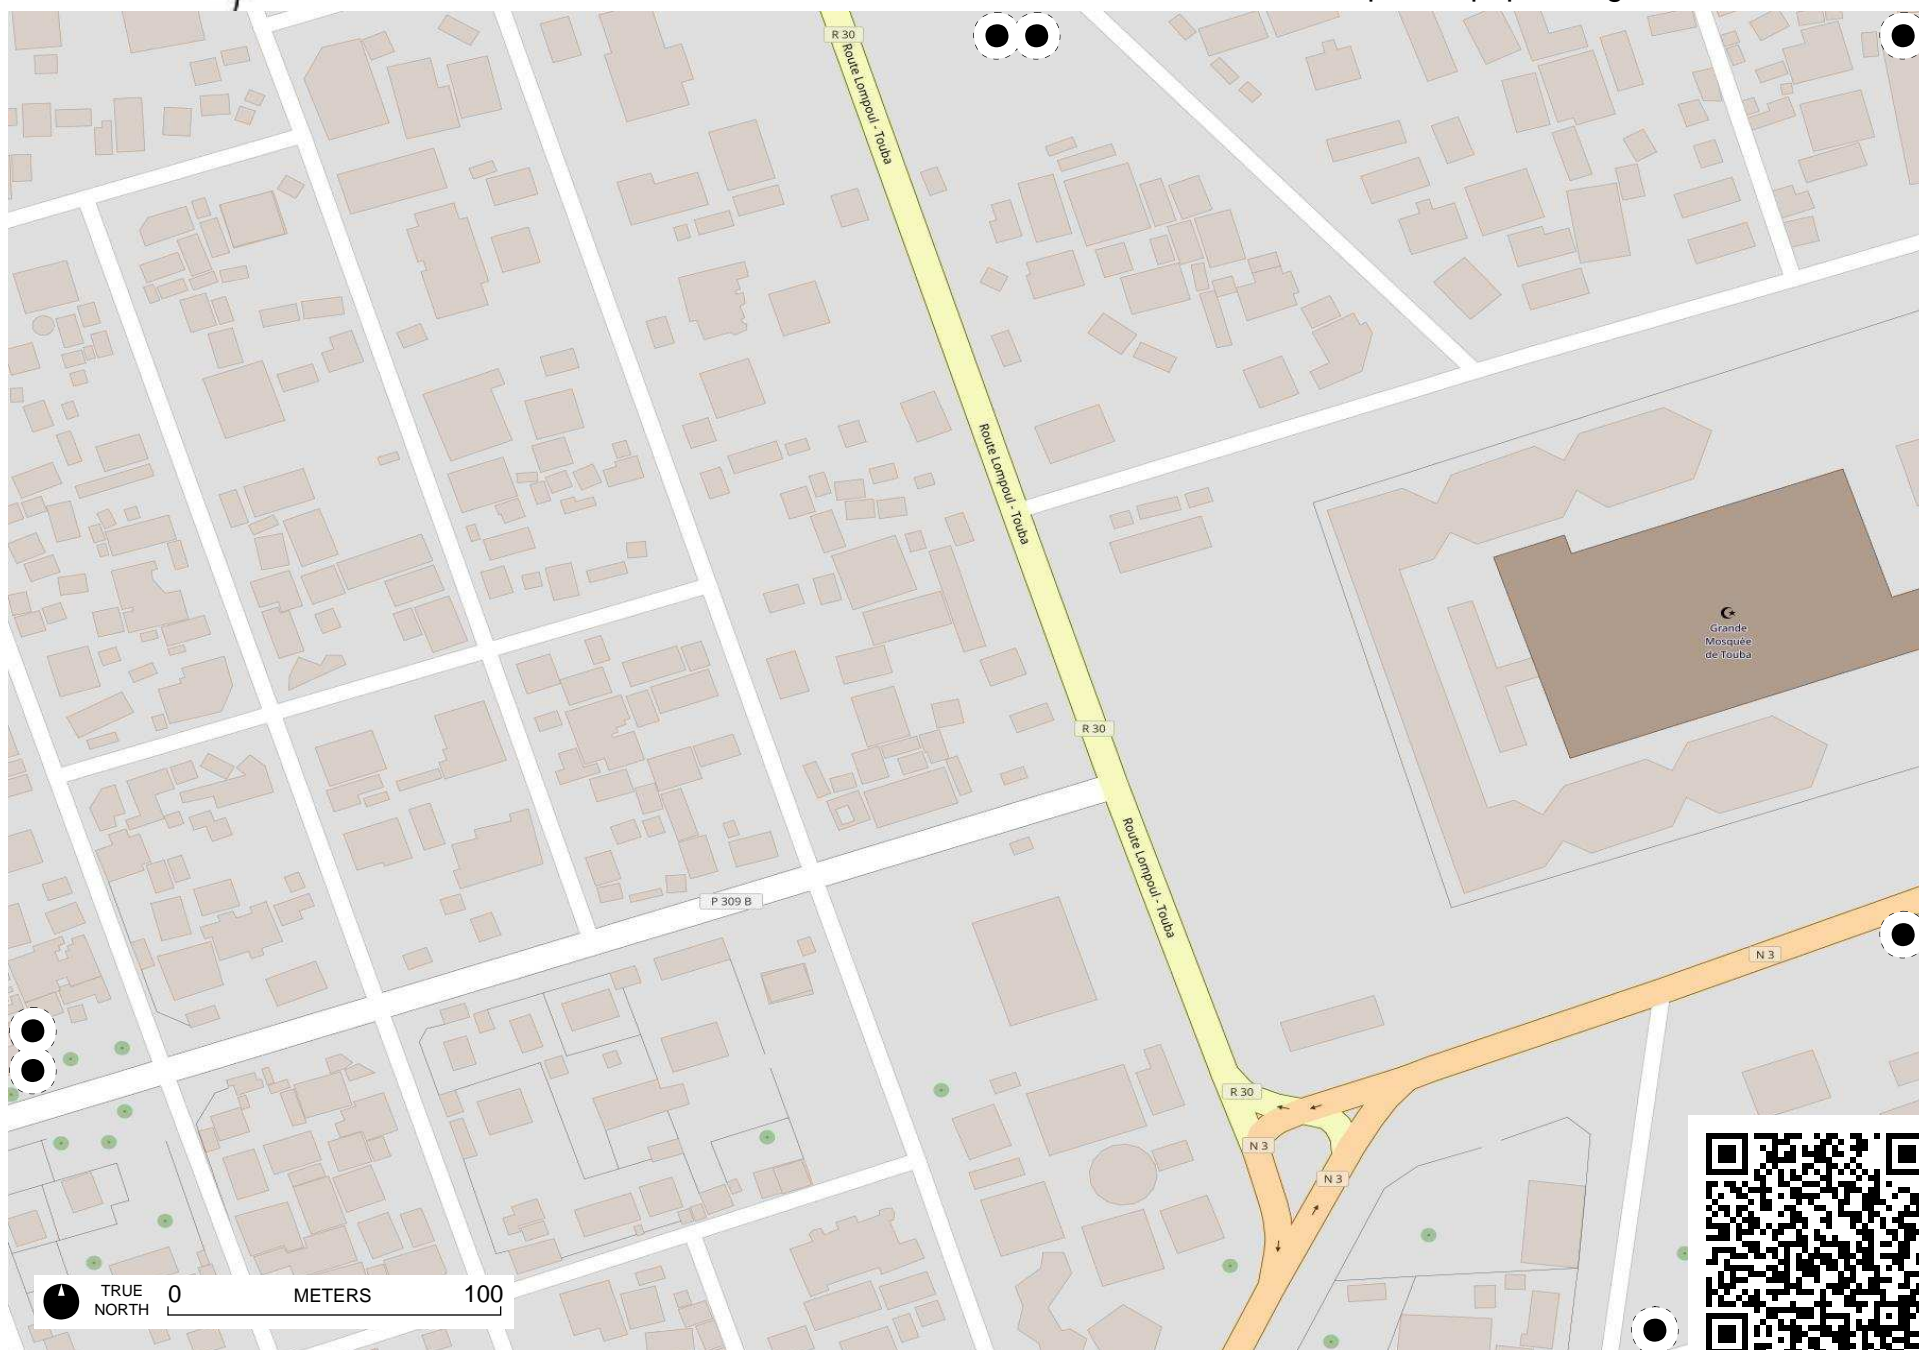 R 30
Route Lompoul - Touba
Route Lompoul - Touba
Grande
Mosquée
de Touba
R 30
Route Lompoul - Touba
P 309 B
N 3
R 30
N 3
N 3
TRUE
NORTH
0
METERS
100